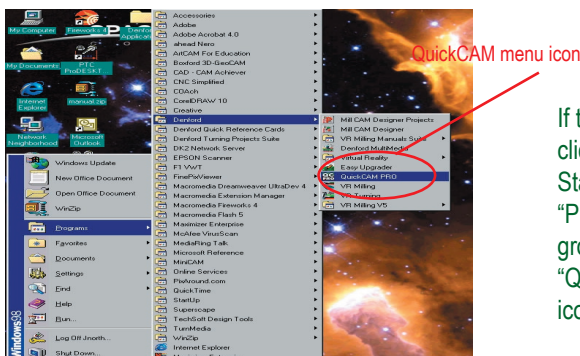 My Computer
Fireworks 4
Denford
My Documents
PTC
ProDESKT...
Internet
Explorer
manual.zip
Network
Neighborhood
Microsoft
Outlook
Windows Update
New Office Document
Open Office Document
WinZip
Programs
Favorites
Documents
Settings
Find
Help
Run...
Log Off Jnorth...
Shut Down...
Windows98
Accessories
Adobe
Adobe Acrobat 4.0
ahead Nero
ArtCAM For Education
Boxford 3D-GeoCAM
CAD - CAM Achiever
CNC Simplified
COAch
CorelDRAW 10
Creative
Denford
Denford Quick Reference Cards
Denford Turning Projects Suite
DK2 Network Server
EPSON Scanner
F1 VWT
FinePixViewer
Macromedia Dreamweaver UltraDev 4
Macromedia Extension Manager
Macromedia Fireworks 4
Macromedia Flash 5
Maximizer Enterprise
McAfee VirusScan
MediaRing Talk
Microsoft Reference
MiniCAM
Online Services
PixAround.com
QuickTime
StartUp
Superscape
TechSoft Design Tools
TurnMedia
WinZip
Internet Explorer
Mill CAM Designer Projects
Mill CAM Designer
VR Milling Manuals Suite
Denford MultiMedia
Virtual Reality
Easy Upgrader
QuickCAM PRO
VR Milling
VR Turning
VR Milling V5
QuickCAM menu icon
If t
clic
Sta
“P
gro
“Q
ico